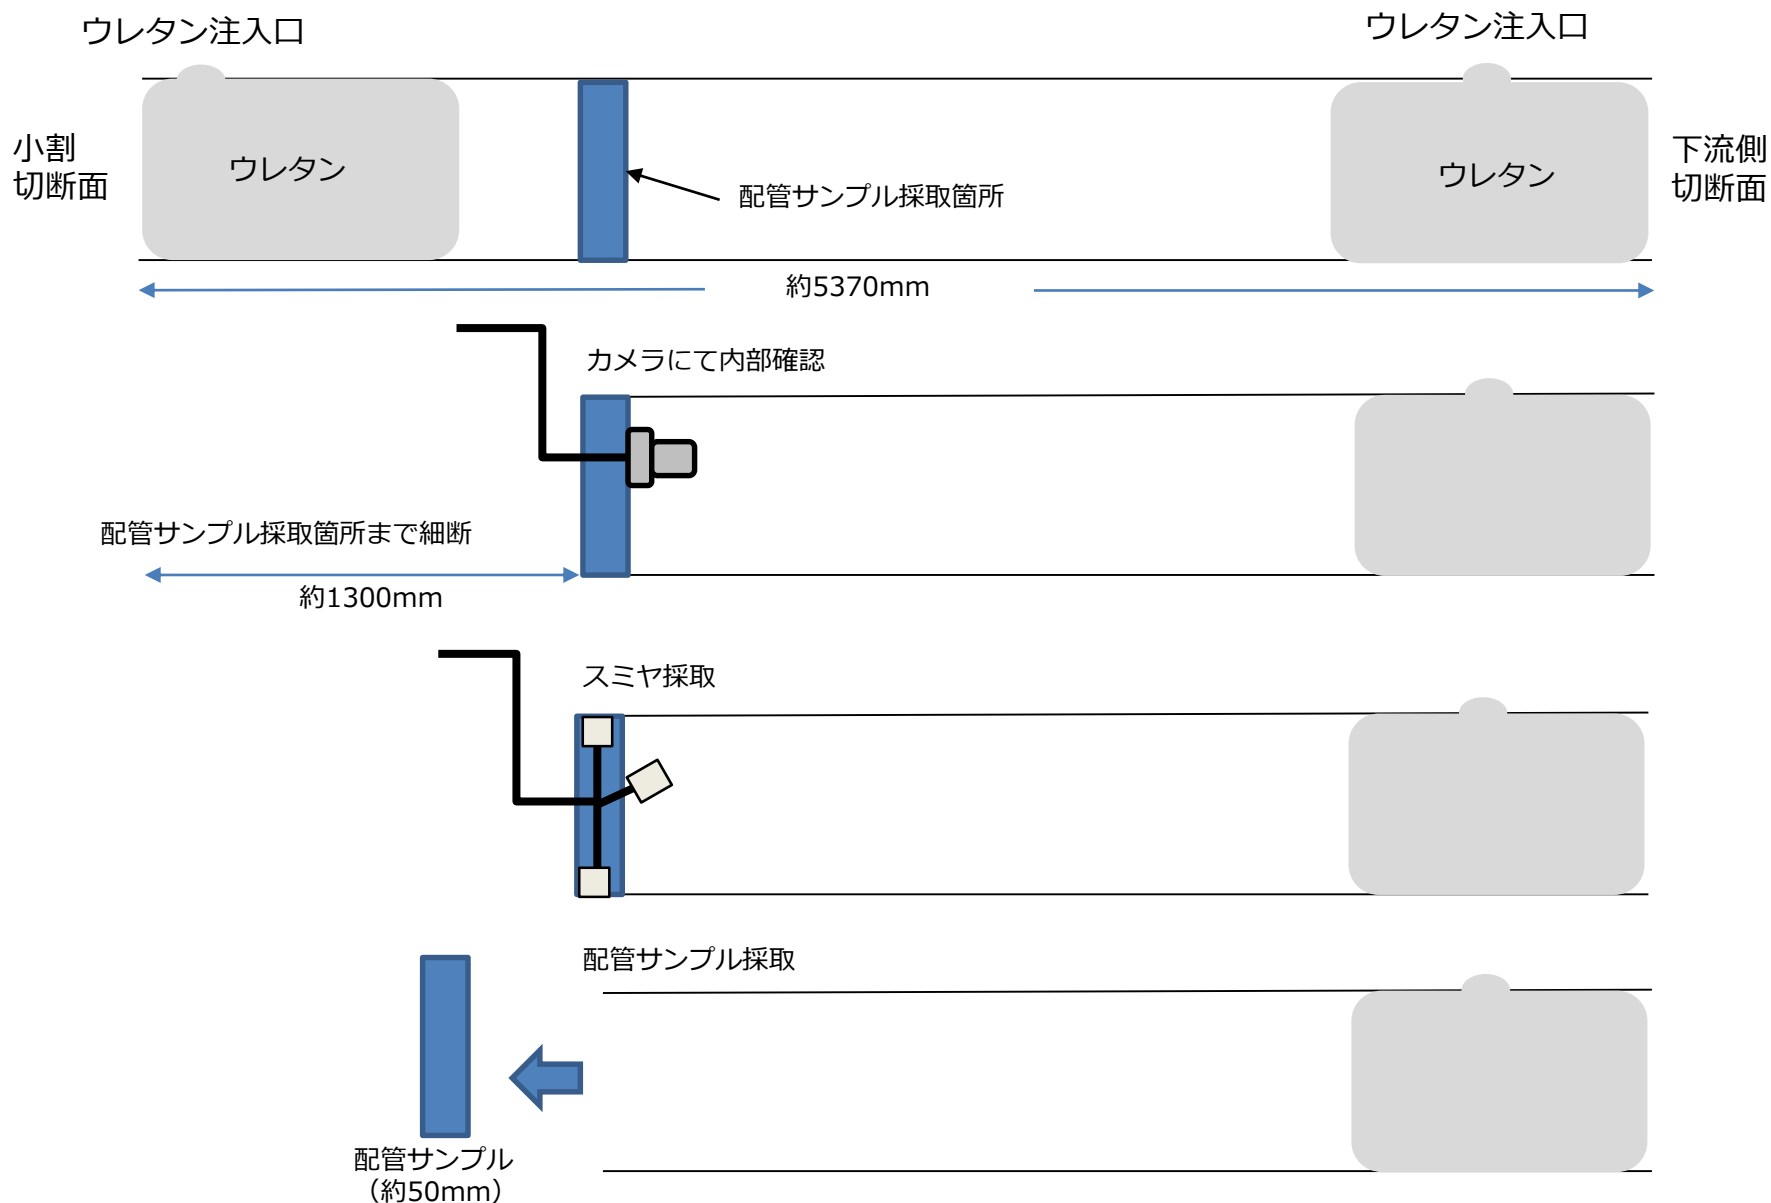 ウレタン注入口
ウレタン注入口
小割
切断面
ウレタン
配管サンプル採取箇所
ウレタン
下流側
切断面
約5370mm
カメラにて内部確認
配管サンプル採取箇所まで細断
約1300mm
スミヤ採取
配管サンプル採取
配管サンプル
（約50mm）